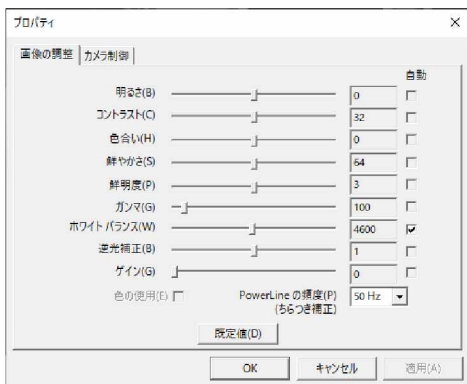 プロパティ
画像の調整 カメラ制御
自動
明るさ(B) 0
コントラスト(C) 32
色合い(H) 0
鮮やかさ(S) 64
鮮明度(P) 3
ガンマ(G) 100
ホワイト バランス(W) 4600
逆光補正(B) 1
ゲイン(G) 0
色の使用(E) PowerLine の頻度(P) 50 Hz
(ちらつき補正)
既定値(D)
OK キャンセル 適用(A)